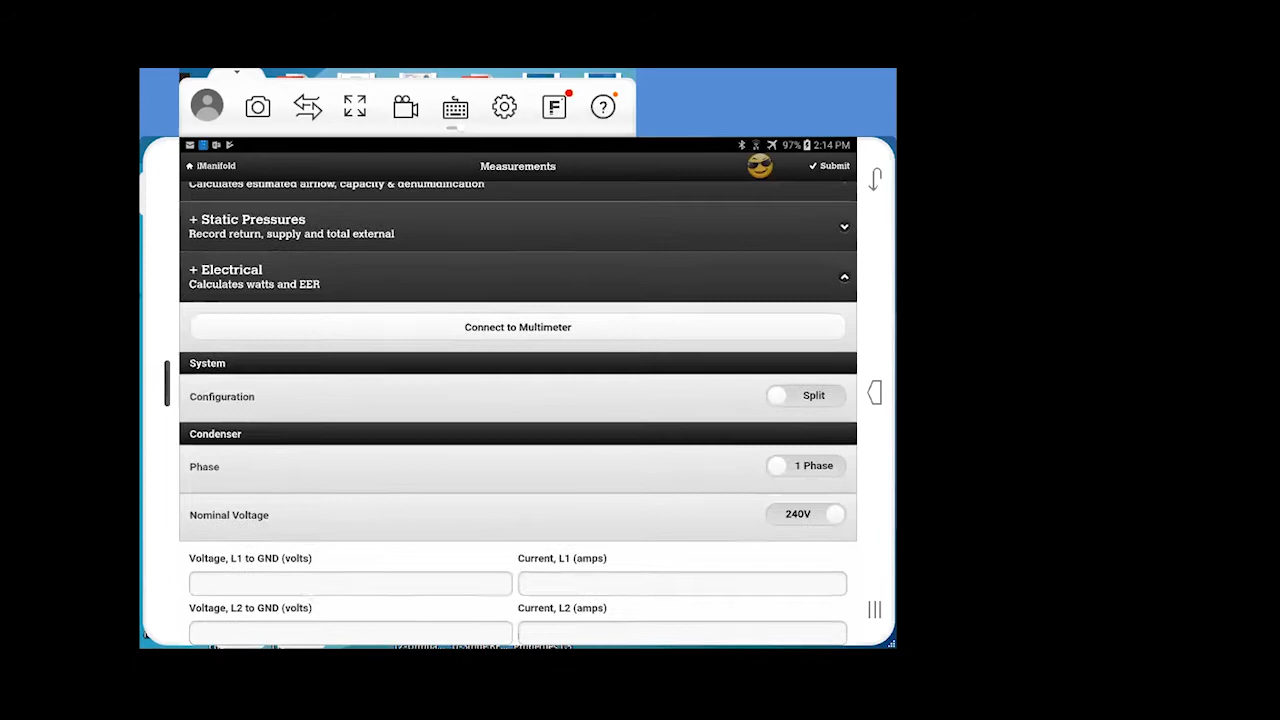 97% 2:14 PM
iManifold
Measurements
Submit
Calculates estimated airflow, capacity & dehumidification
+ Static Pressures
Record return, supply and total external
+ Electrical
Calculates watts and EER
Connect to Multimeter
System
Configuration
Split
Condenser
Phase
1 Phase
Nominal Voltage
240V
Voltage, L1 to GND (volts)
Current, L1 (amps)
Voltage, L2 to GND (volts)
Current, L2 (amps)